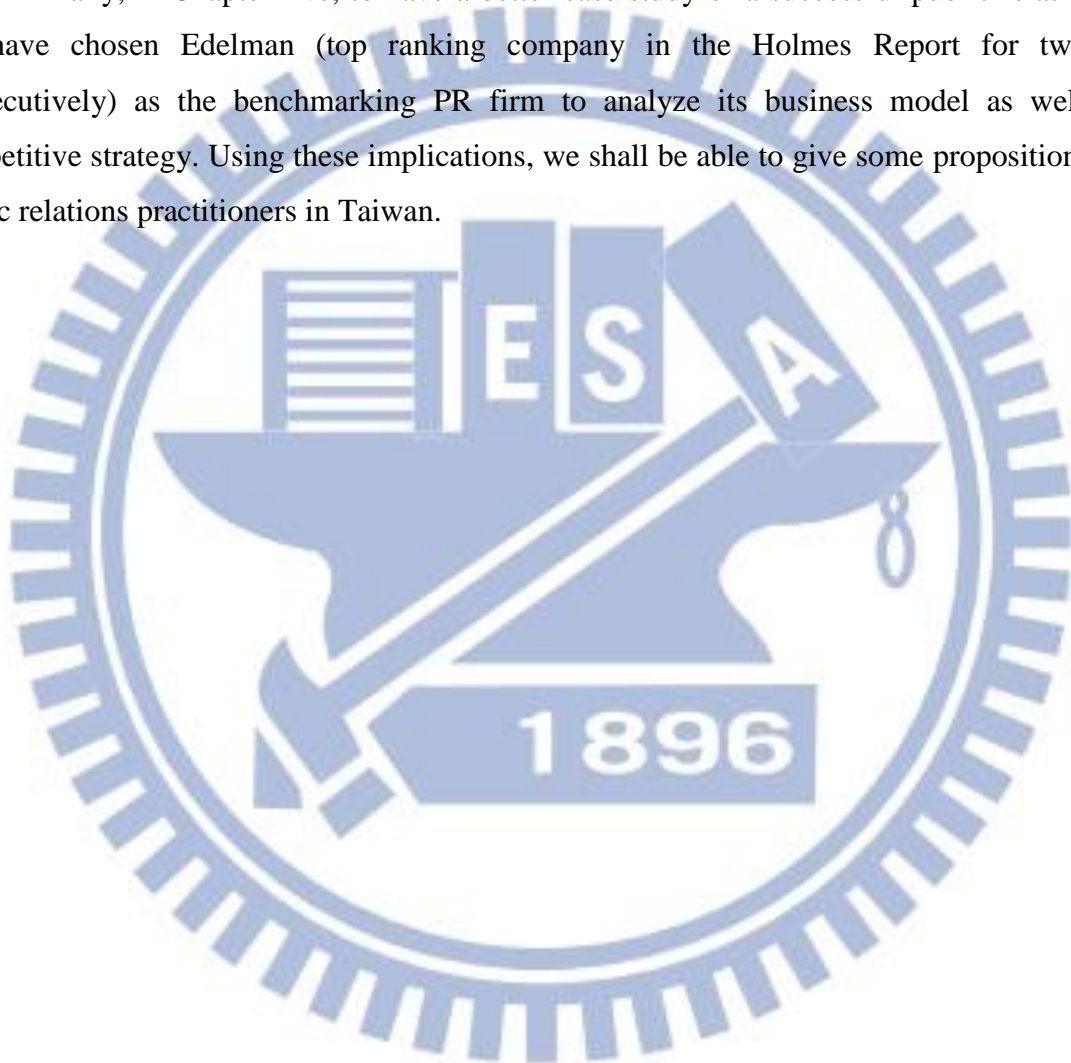 have chosen Edelman (top ranking company in the Holmes Report for tw
ecutively) as the benchmarking PR firm to analyze its business model as wel
petitive strategy. Using these implications, we shall be able to give some proposition
c relations practitioners in Taiwan.
E S A
1896